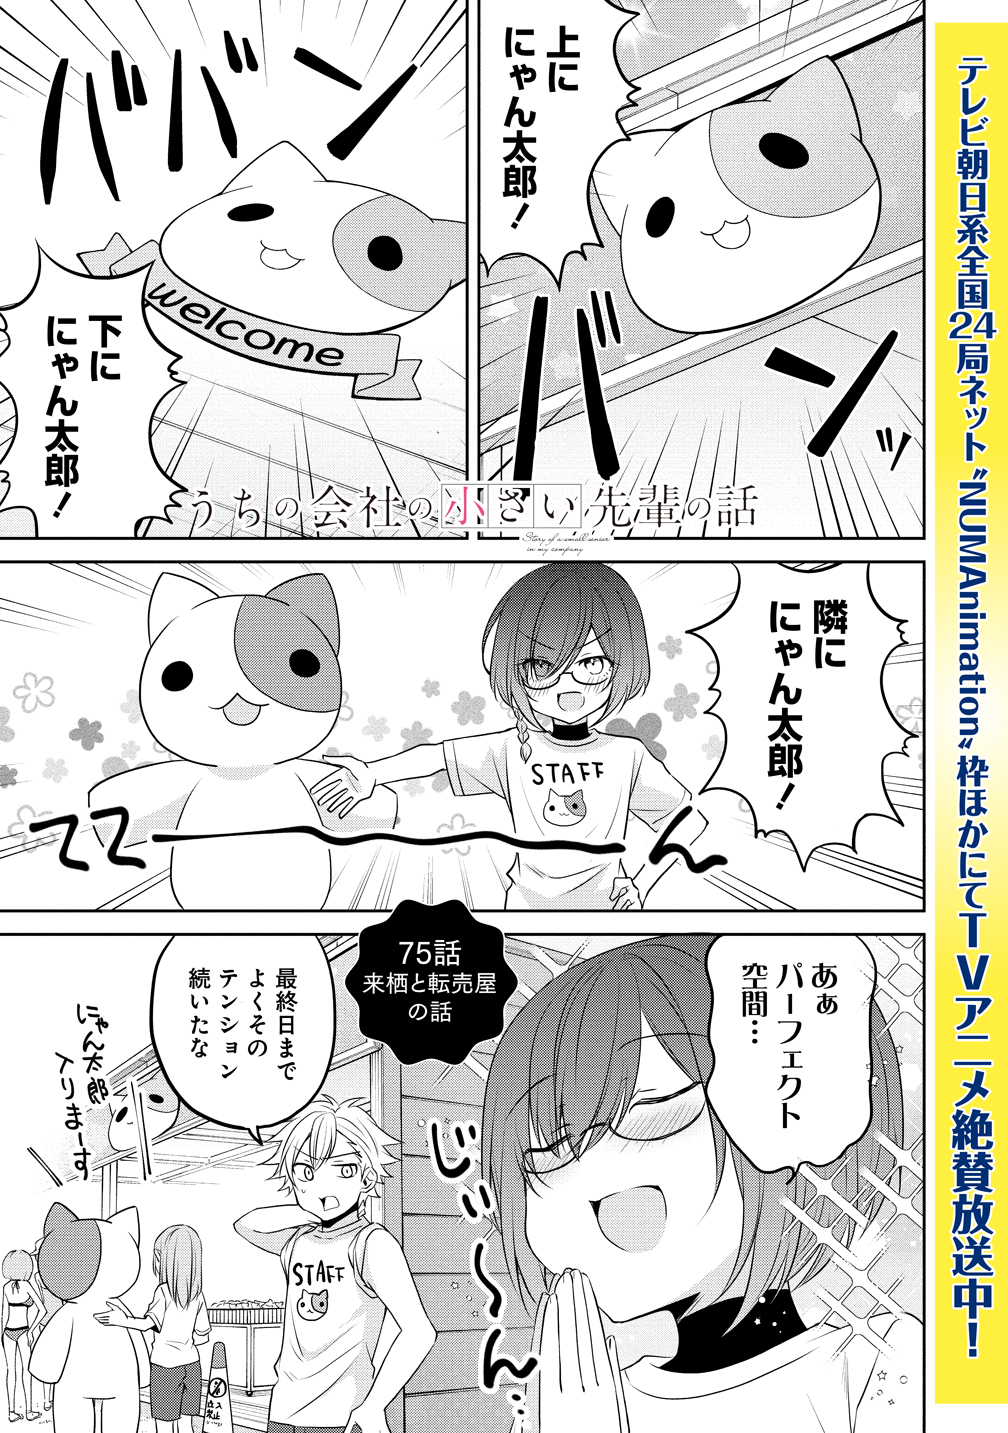 テレビ朝日系全国24局ネット〝NUMAnimation〟枠ほかにてTVアニメ絶賛放送中!
上に
にゃん太郎!
バンッ
ババン
welcome
下に
にゃん太郎!
うちの会社の小さい先輩の話
Story of a small senior
in my company
隣に
にゃん太郎!
STAFF
ててーん
75話
来栖と転売屋
の話
あぁ
パーフェクト
空間…
じぃ〜〜ん…
最終日まで
よくその
テンション
続いたな
にゃん太郎
入りまーす
STAFF